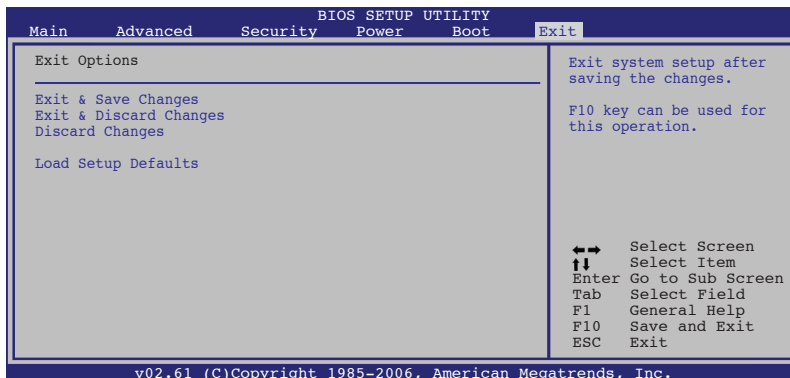 BIOS SETUP UTILITY
Main Advanced Security Power Boot Exit
Exit Options
Exit & Save Changes
Exit & Discard Changes
Discard Changes
Load Setup Defaults
Exit system setup after
saving the changes.
F10 key can be used for
this operation.
←→ Select Screen
↑↓ Select Item
Enter Go to Sub Screen
Tab Select Field
F1 General Help
F10 Save and Exit
ESC Exit
v02.61 (C)Copyright 1985-2006, American Megatrends, Inc.